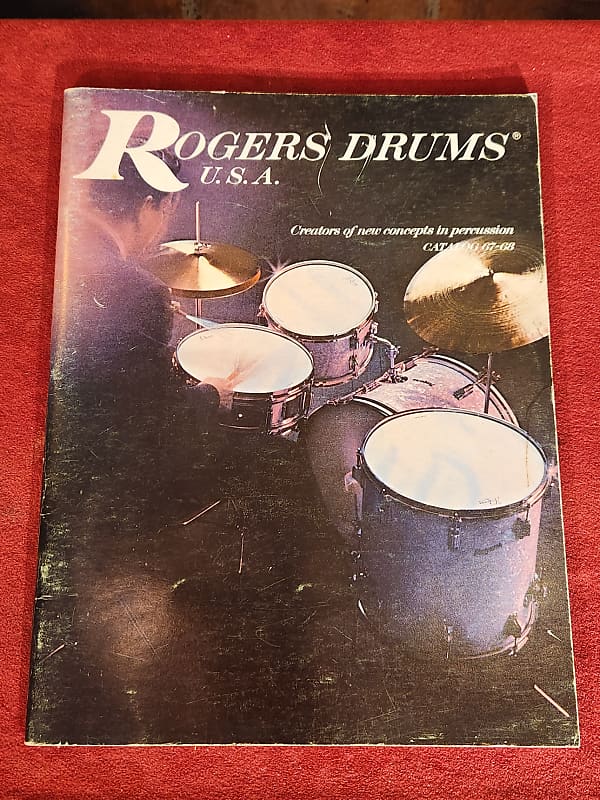 ROGERS DRUMS®
U.S.A.
Creators of new concepts in percussion
CATALOG 67-68